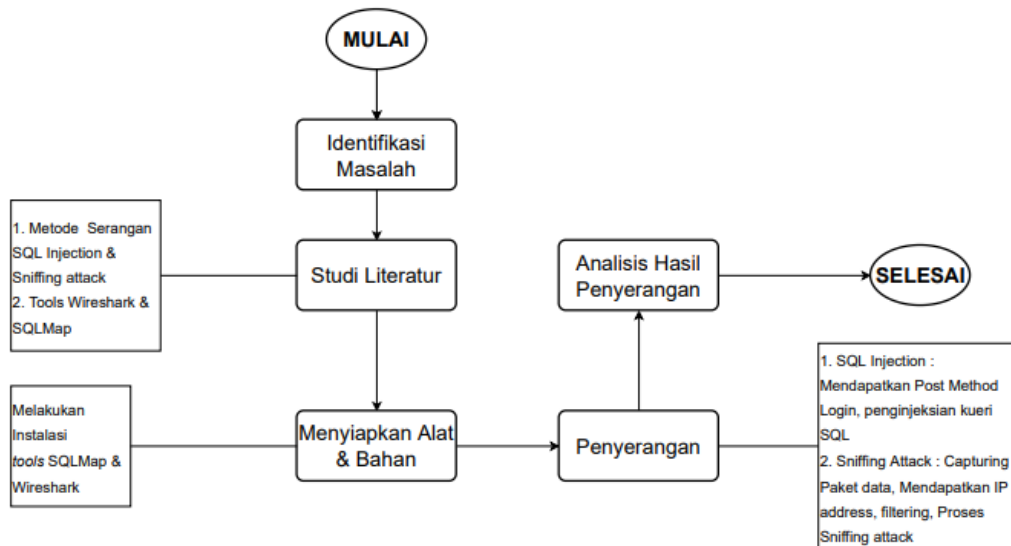 MULAI
Identifikasi
Masalah
1. Metode Serangan
SQL Injection &
Sniffing attack
2. Tools Wireshark &
SQLMap
Studi Literatur
Analisis Hasil
Penyerangan
SELESAI
Melakukan
Instalasi
tools SQLMap &
Wireshark
Menyiapkan Alat
& Bahan
Penyerangan
1. SQL Injection :
Mendapatkan Post Method
Login, penginjeksian kueri
SQL
2. Sniffing Attack : Capturing
Paket data, Mendapatkan IP
address, filtering, Proses
Sniffing attack